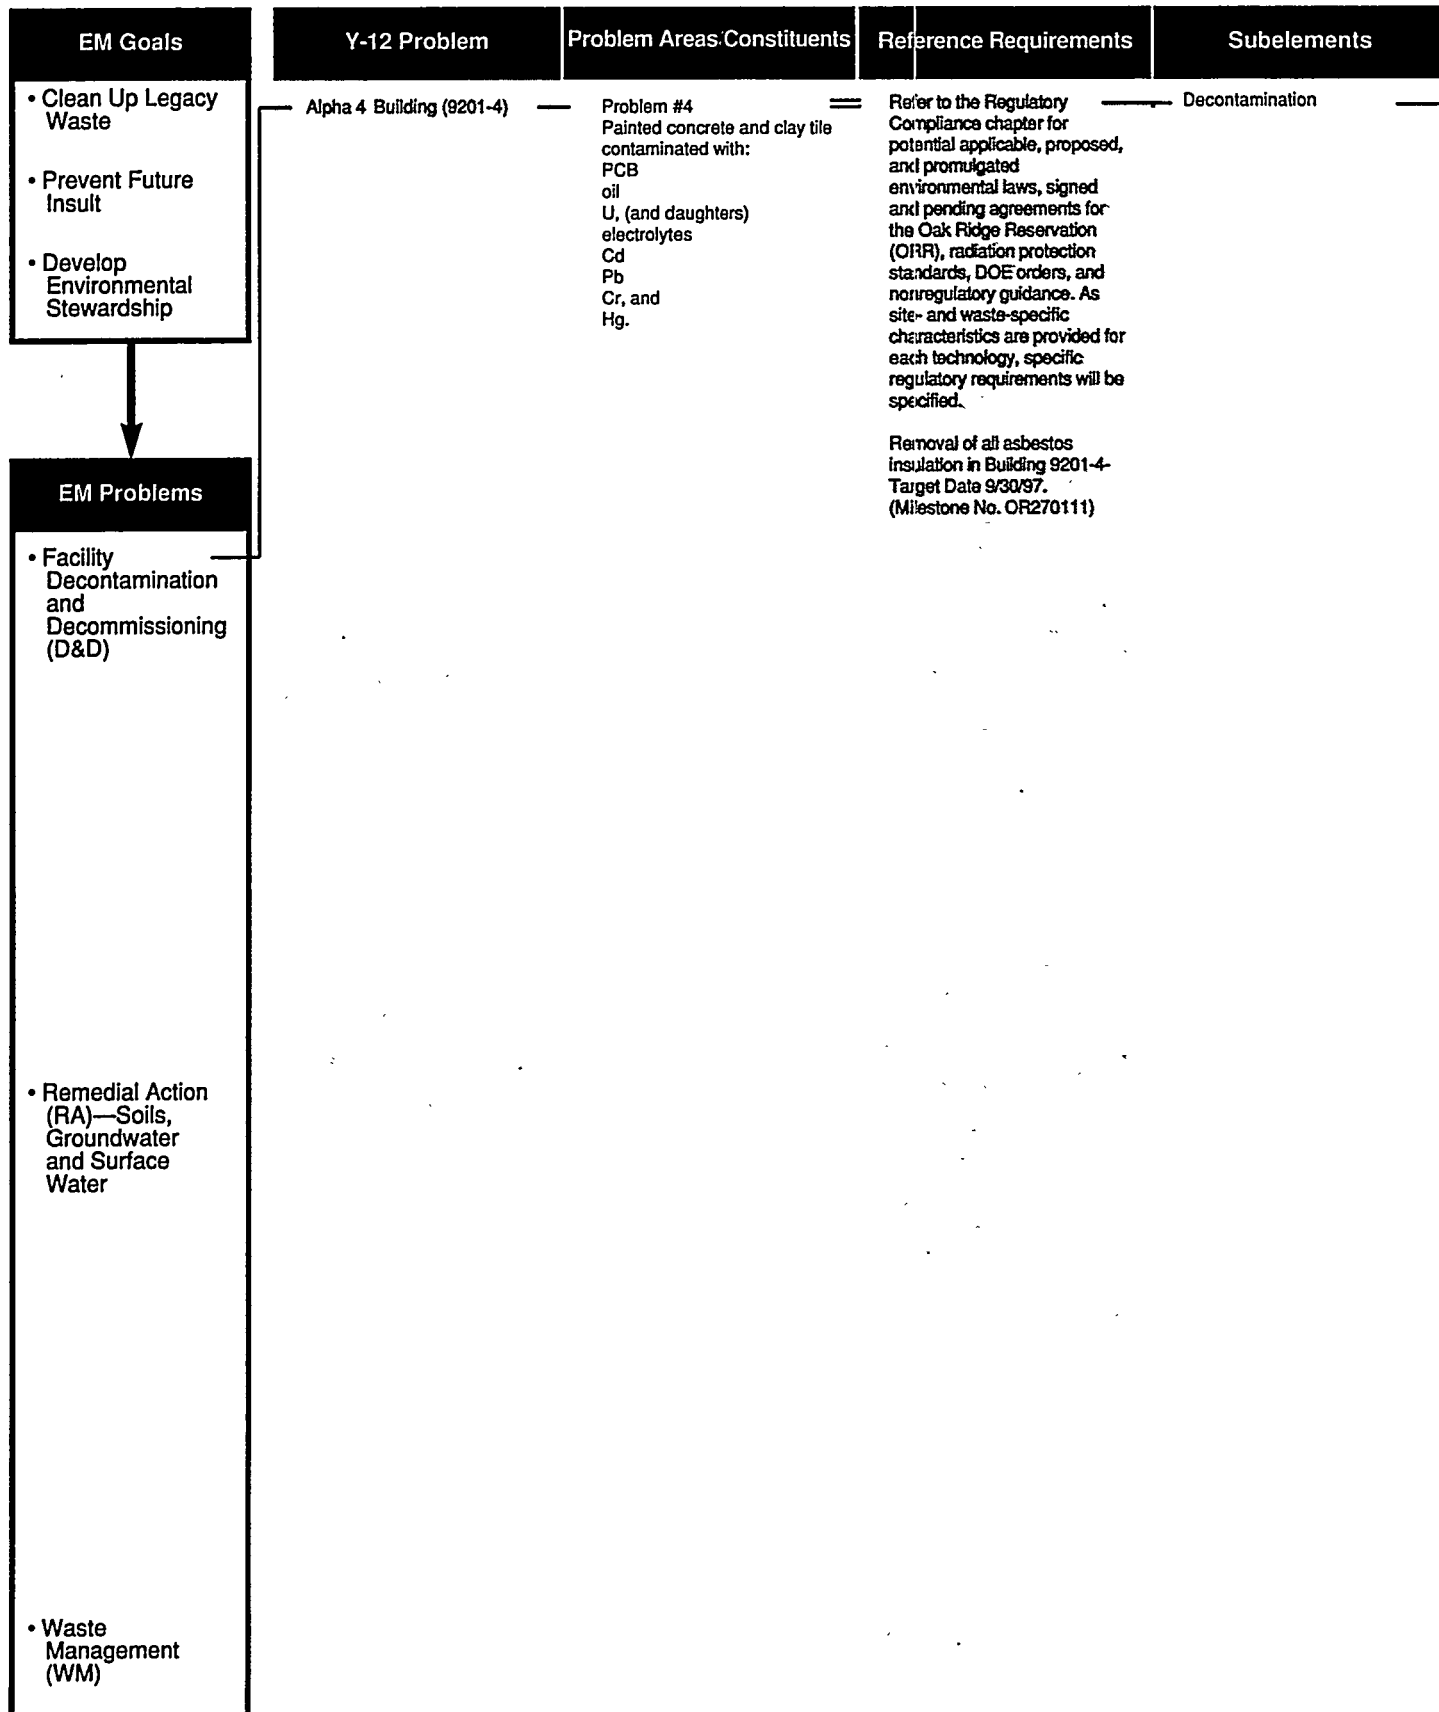 EM Goals
• Clean Up Legacy
Waste
• Prevent Future
Insult
• Develop
Environmental
Stewardship
EM Problems
• Facility
Decontamination
and
Decommissioning
(D&D)
• Remedial Action
(RA)—Soils,
Groundwater
and Surface
Water
• Waste
Management
(WM)
Y-12 Problem
Alpha 4 Building (9201-4)
Problem Areas/Constituents
Problem #4
Painted concrete and clay tile
contaminated with:
PCB
oil
U, (and daughters)
electrolytes
Cd
Pb
Cr, and
Hg.
Reference Requirements
Refer to the Regulatory
Compliance chapter for
potential applicable, proposed,
and promulgated
environmental laws, signed
and pending agreements for
the Oak Ridge Reservation
(ORR), radiation protection
standards, DOE orders, and
nonregulatory guidance. As
site- and waste-specific
characteristics are provided for
each technology, specific
regulatory requirements will be
specified.
Removal of all asbestos
insulation in Building 9201-4-
Target Date 9/30/97.
(Milestone No. OR270111)
Subelements
Decontamination